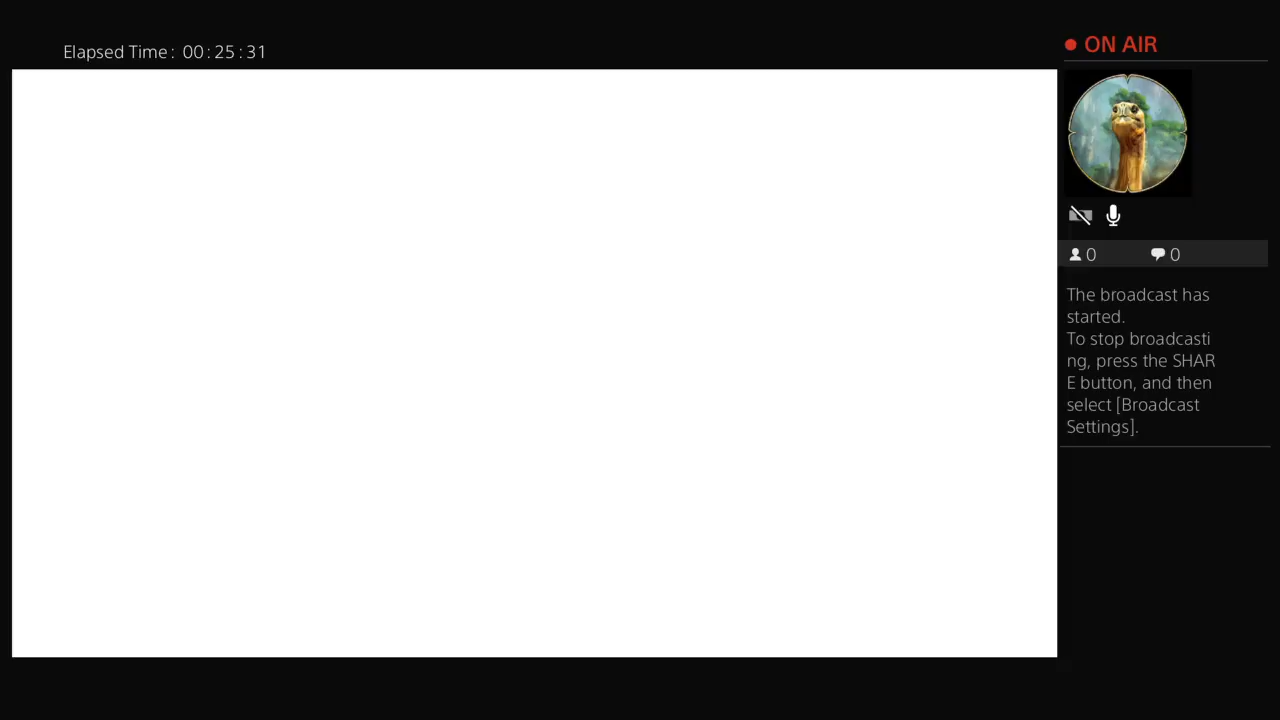 Elapsed Time: 00:25:31
ON AIR
0 0
The broadcast has
started.
To stop broadcasti
ng, press the SHAR
E button, and then
select [Broadcast
Settings].